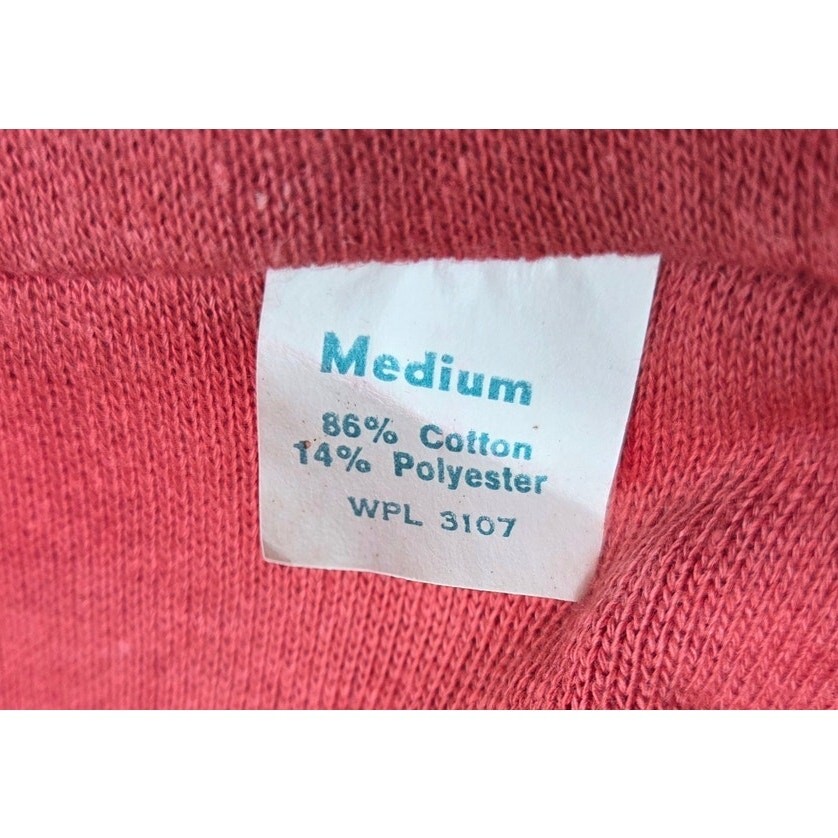 Medium
86% Cotton
14% Polyester
WPL 3107